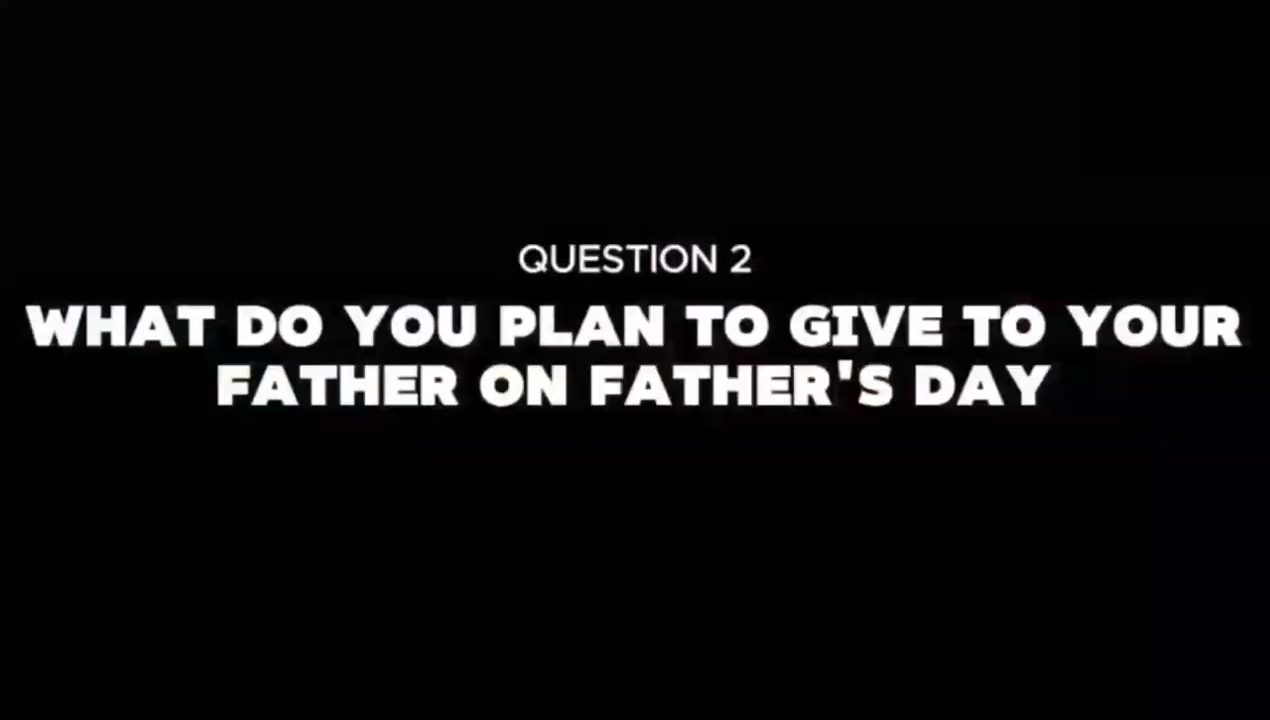 QUESTION 2
WHAT DO YOU PLAN TO GIVE TO YOUR
FATHER ON FATHER'S DAY